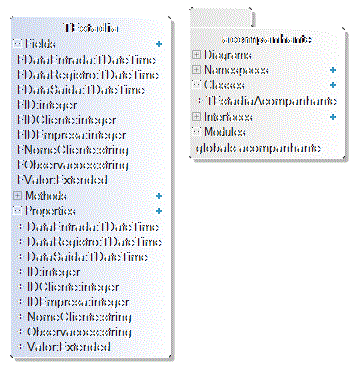 TEstadia
Fields
FDataEntrada:TDateTime
FDataRegistro:TDateTime
FDataSaida:TDateTime
FID:integer
FIDCliente:integer
FIDEmpresa:integer
FNomeCliente:string
FObservacoes:string
FValor:Extended
Methods
Properties
DataEntrada:TDateTime
DataRegistro:TDateTime
DataSaida:TDateTime
ID:integer
IDCliente:integer
IDEmpresa:integer
NomeCliente:string
Observacoes:string
Valor:Extended
acompanhante
Diagrams
Namespaces
Classes
TEstadiaAcompanhante
Interfaces
Modules
globals:acompanhante